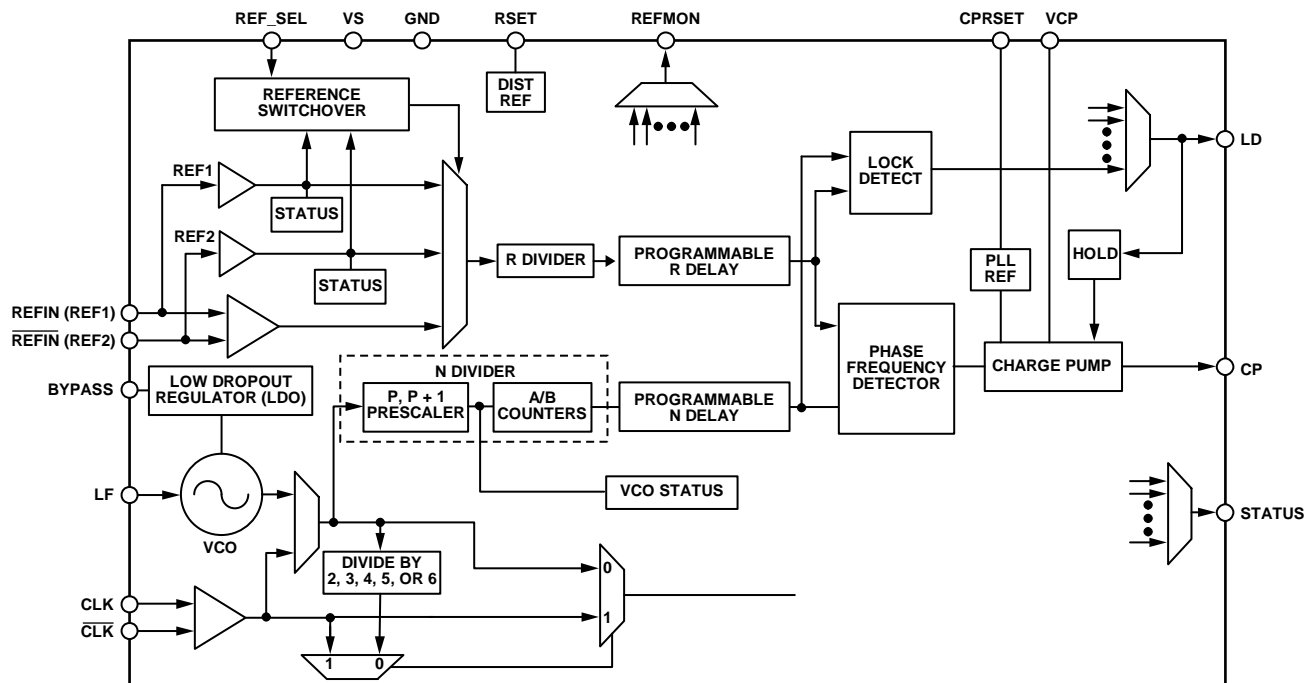 REF_SEL
VS
GND
RSET
REFMON
CPRSET
VCP
DIST
REF
REFERENCE
SWITCHOVER
LD
LOCK
DETECT
REF1
STATUS
REF2
STATUS
R DIVIDER
PROGRAMMABLE
R DELAY
PLL
REF
HOLD
REFIN (REF1)
REFIN (REF2)
PHASE
FREQUENCY
DETECTOR
CHARGE PUMP
CP
BYPASS
LOW DROPOUT
REGULATOR (LDO)
N DIVIDER
P, P + 1
PRESCALER
A/B
COUNTERS
PROGRAMMABLE
N DELAY
LF
VCO
VCO STATUS
STATUS
DIVIDE BY
2, 3, 4, 5, OR 6
0
CLK
CLK
1
1
0